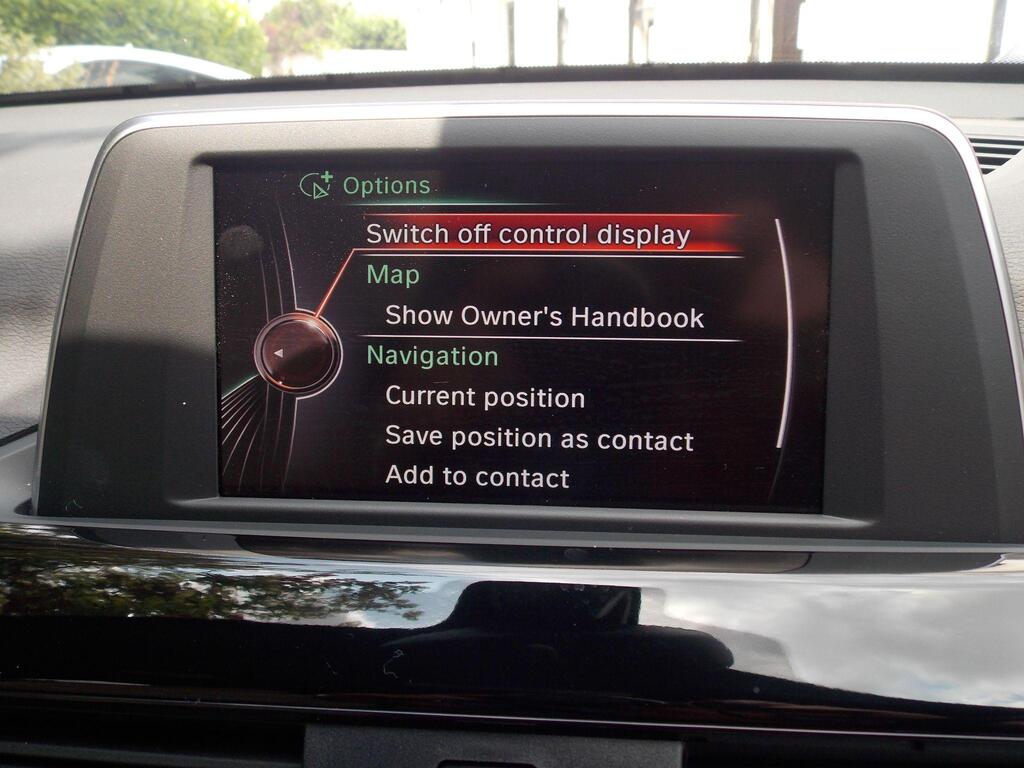 Options
Switch off control display
Map
Show Owner's Handbook
Navigation
Current position
Save position as contact
Add to contact